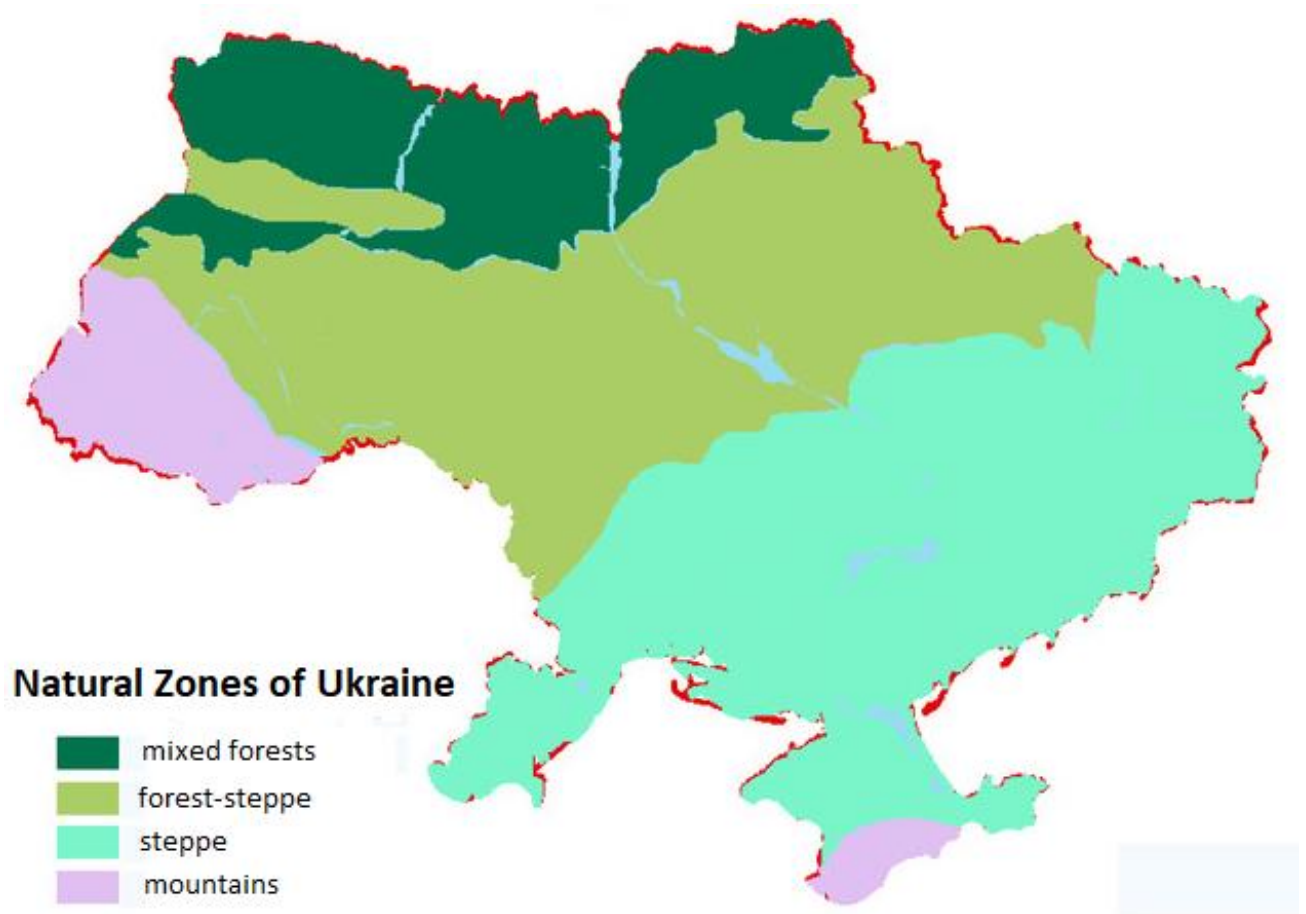 Natural Zones of Ukraine
mixed forests
forest-steppe
steppe
mountains